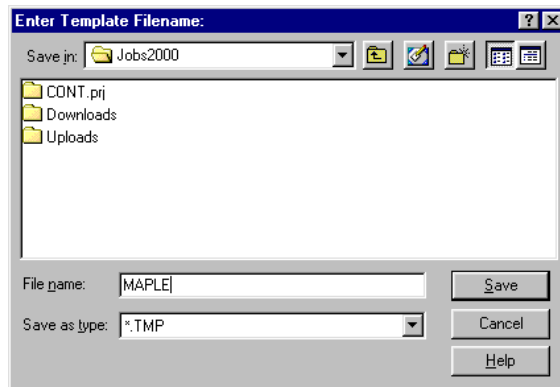 Enter Template Filename:
Save in: Jobs2000
CONT.prj
Downloads
Uploads
File name: MAPLE Save
Save as type: *.TMP Cancel
Help